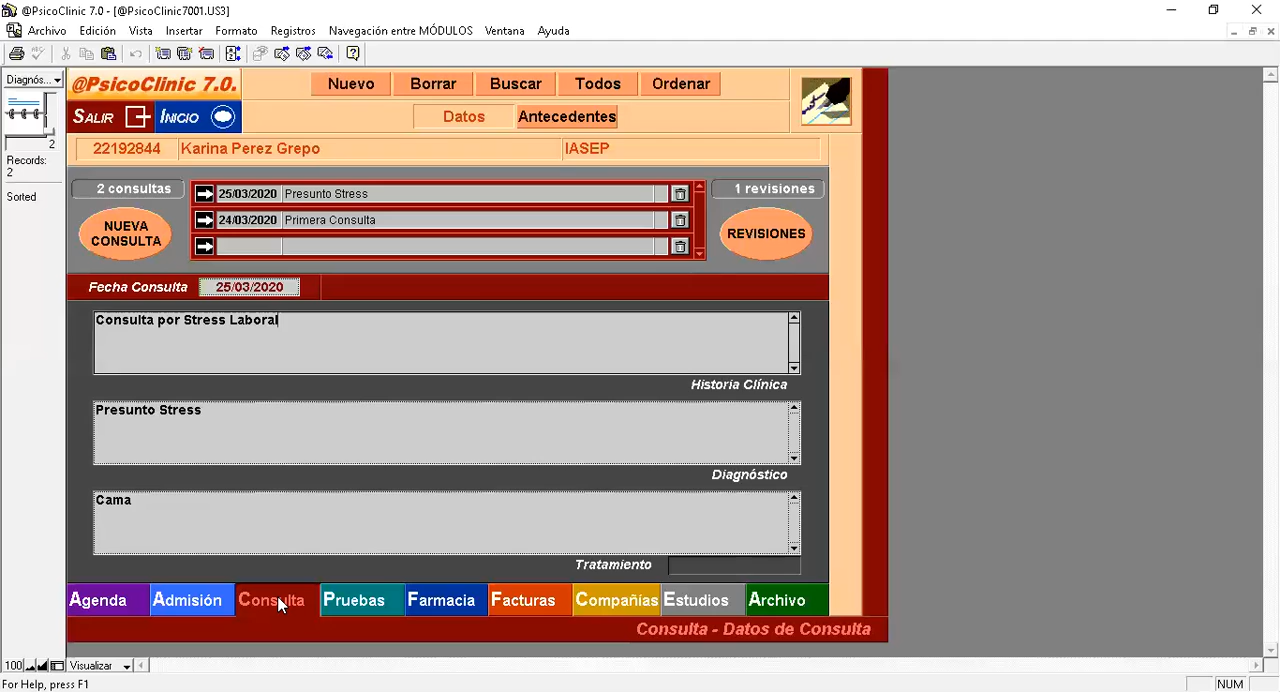 @PsicoClinic 7.0 - [@PsicoClinic7001.US3]
Archivo Edición Vista Insertar Formato Registros Navegación entre MÓDULOS Ventana Ayuda
Diagnós...
@PsicoClinic 7.0.
Nuevo Borrar Buscar Todos Ordenar
SALIR INICIO
Datos Antecedentes
2
Records:
2
Sorted
22192844 Karina Perez Grepo IASEP
2 consultas
25/03/2020 Presunto Stress
1 revisiones
24/03/2020 Primera Consulta
NUEVA
CONSULTA
REVISIONES
Fecha Consulta 25/03/2020
Consulta por Stress Laboral
Historia Clínica
Presunto Stress
Diagnóstico
Cama
Tratamiento
Agenda Admisión Consulta Pruebas Farmacia Facturas Compañías Estudios Archivo
Consulta - Datos de Consulta
100 Visualizar
For Help, press F1 NUM